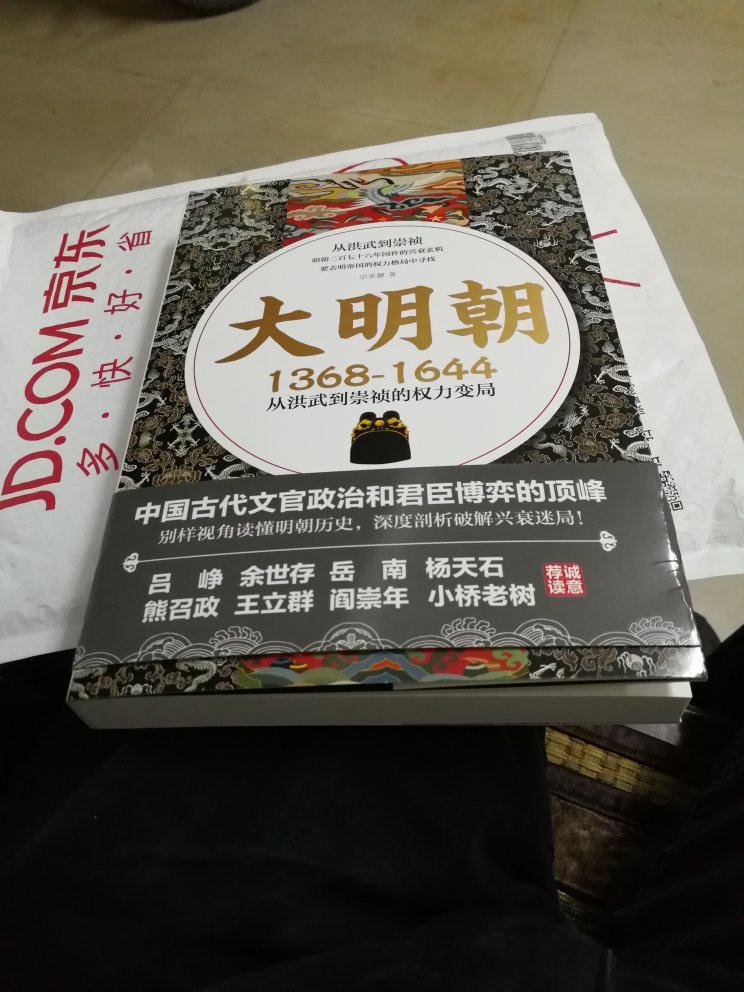 JD.COM 京东
多·快·好·省
从洪武到崇祯
明朝二百七十六年国祚的兴衰玄机
要去明帝国的权力格局中寻找
宗承灏 著
大明朝
1368-1644
从洪武到崇祯的权力变局
中国古代文官政治和君臣博弈的顶峰
别样视角读懂明朝历史，深度剖析破解兴衰迷局！
吕峥 余世存 岳南 杨天石
熊召政 王立群 阎崇年 小桥老树
诚意
荐读